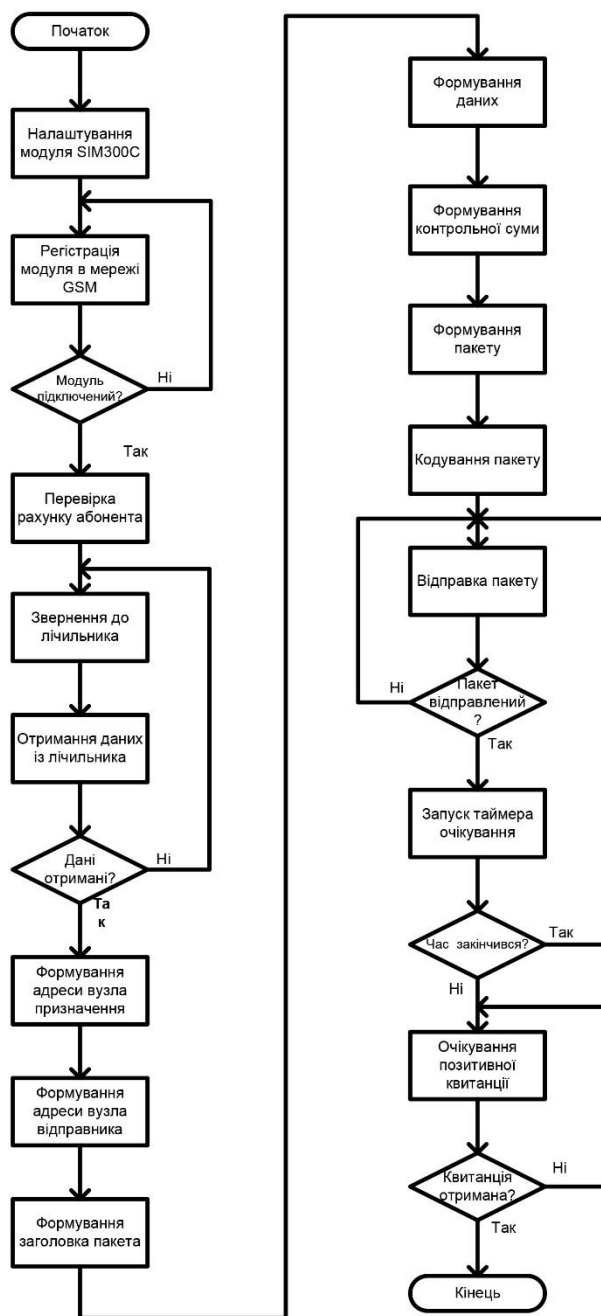 Початок
Налаштування
модуля SIM300C
Регістрація
модуля в мережі
GSM
Модуль
підключений?
Ні
Так
Перевірка
рахунку абонента
Звернення до
лічильника
Отримання даних
із лічильника
Дані
отримані?
Ні
Та
к
Формування
адреси вузла
призначення
Формування
адреси вузла
відправника
Формування
заголовка пакета
Формування
даних
Формування
контрольної суми
Формування
пакету
Кодування пакету
Відправка пакету
Пакет
відправлений
?
Ні
Так
Запуск таймера
очікування
Час закінчився?
Так
Ні
Очікування
позитивної
квитанції
Квитанція
отримана?
Ні
Так
Кінець